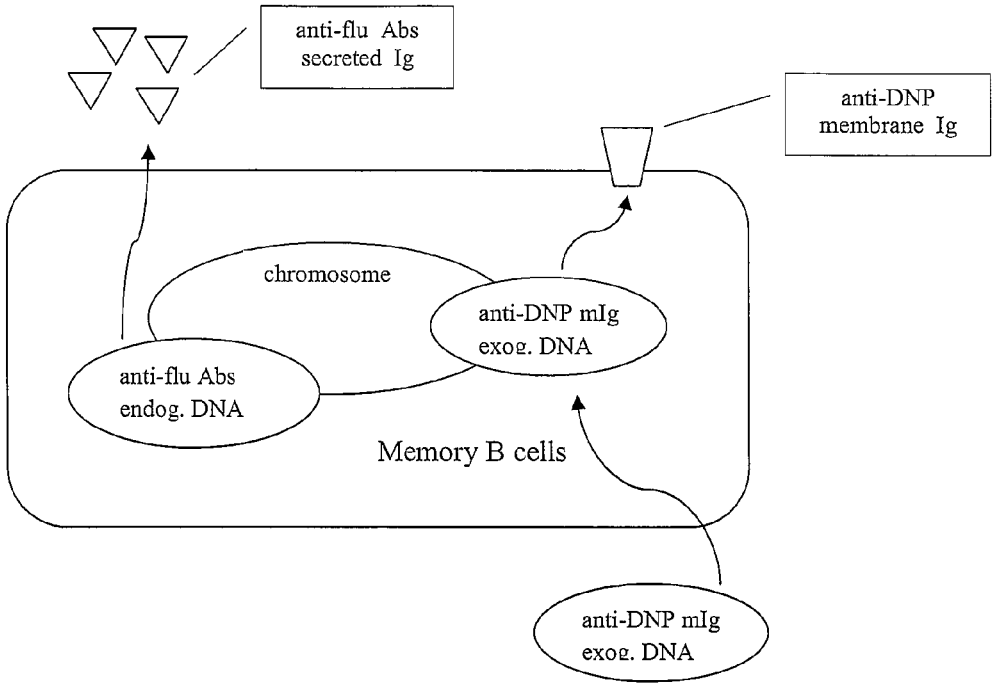 anti-flu Abs
secreted Ig
anti-DNP
membrane Ig
chromosome
anti-DNP mIg
exog. DNA
anti-flu Abs
endog. DNA
Memory B cells
anti-DNP mIg
exog. DNA